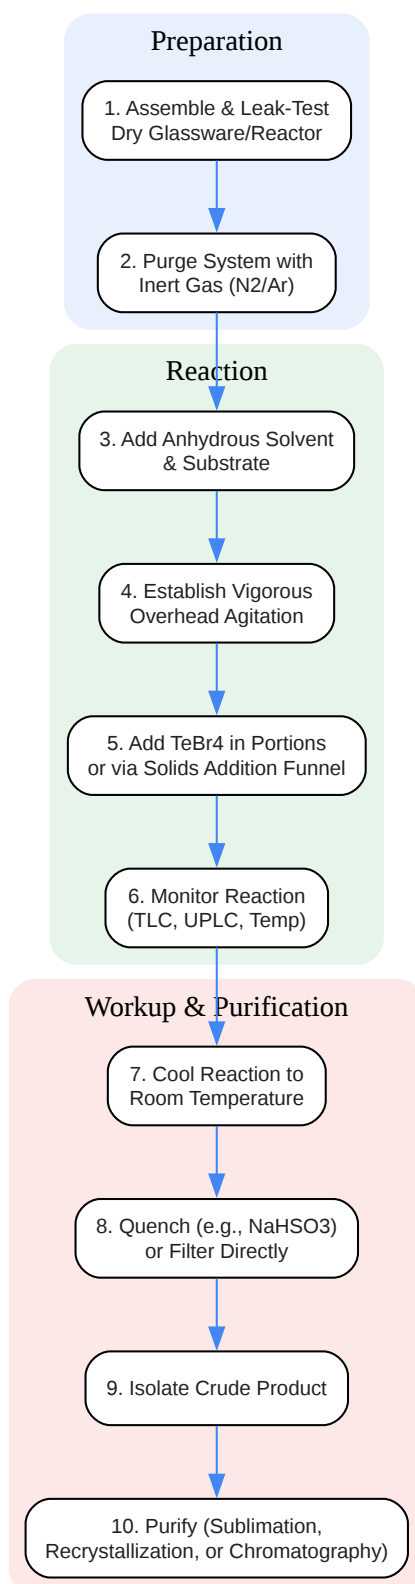 Preparation
1. Assemble & Leak-Test
Dry Glassware/Reactor
2. Purge System with
Inert Gas (N2/Ar)
Reaction
3. Add Anhydrous Solvent
& Substrate
4. Establish Vigorous
Overhead Agitation
5. Add TeBr4 in Portions
or via Solids Addition Funnel
6. Monitor Reaction
(TLC, UPLC, Temp)
Workup & Purification
7. Cool Reaction to
Room Temperature
8. Quench (e.g., NaHSO3)
or Filter Directly
9. Isolate Crude Product
10. Purify (Sublimation,
Recrystallization, or Chromatography)